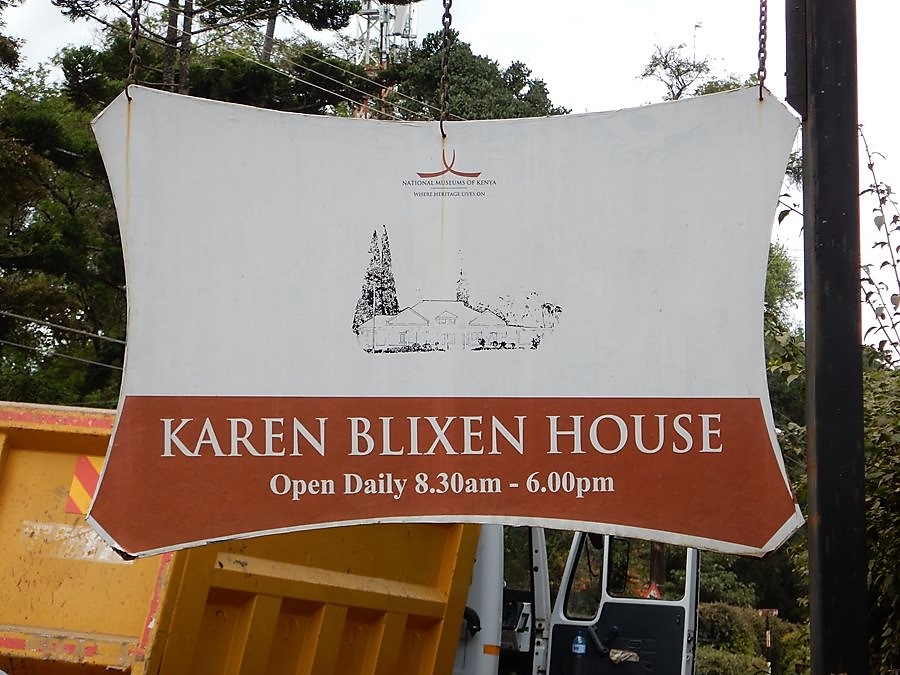 NATIONAL MUSEUMS OF KENYA
WHERE HERITAGE LIVES ON
KAREN BLIXEN HOUSE
Open Daily 8.30am - 6.00pm